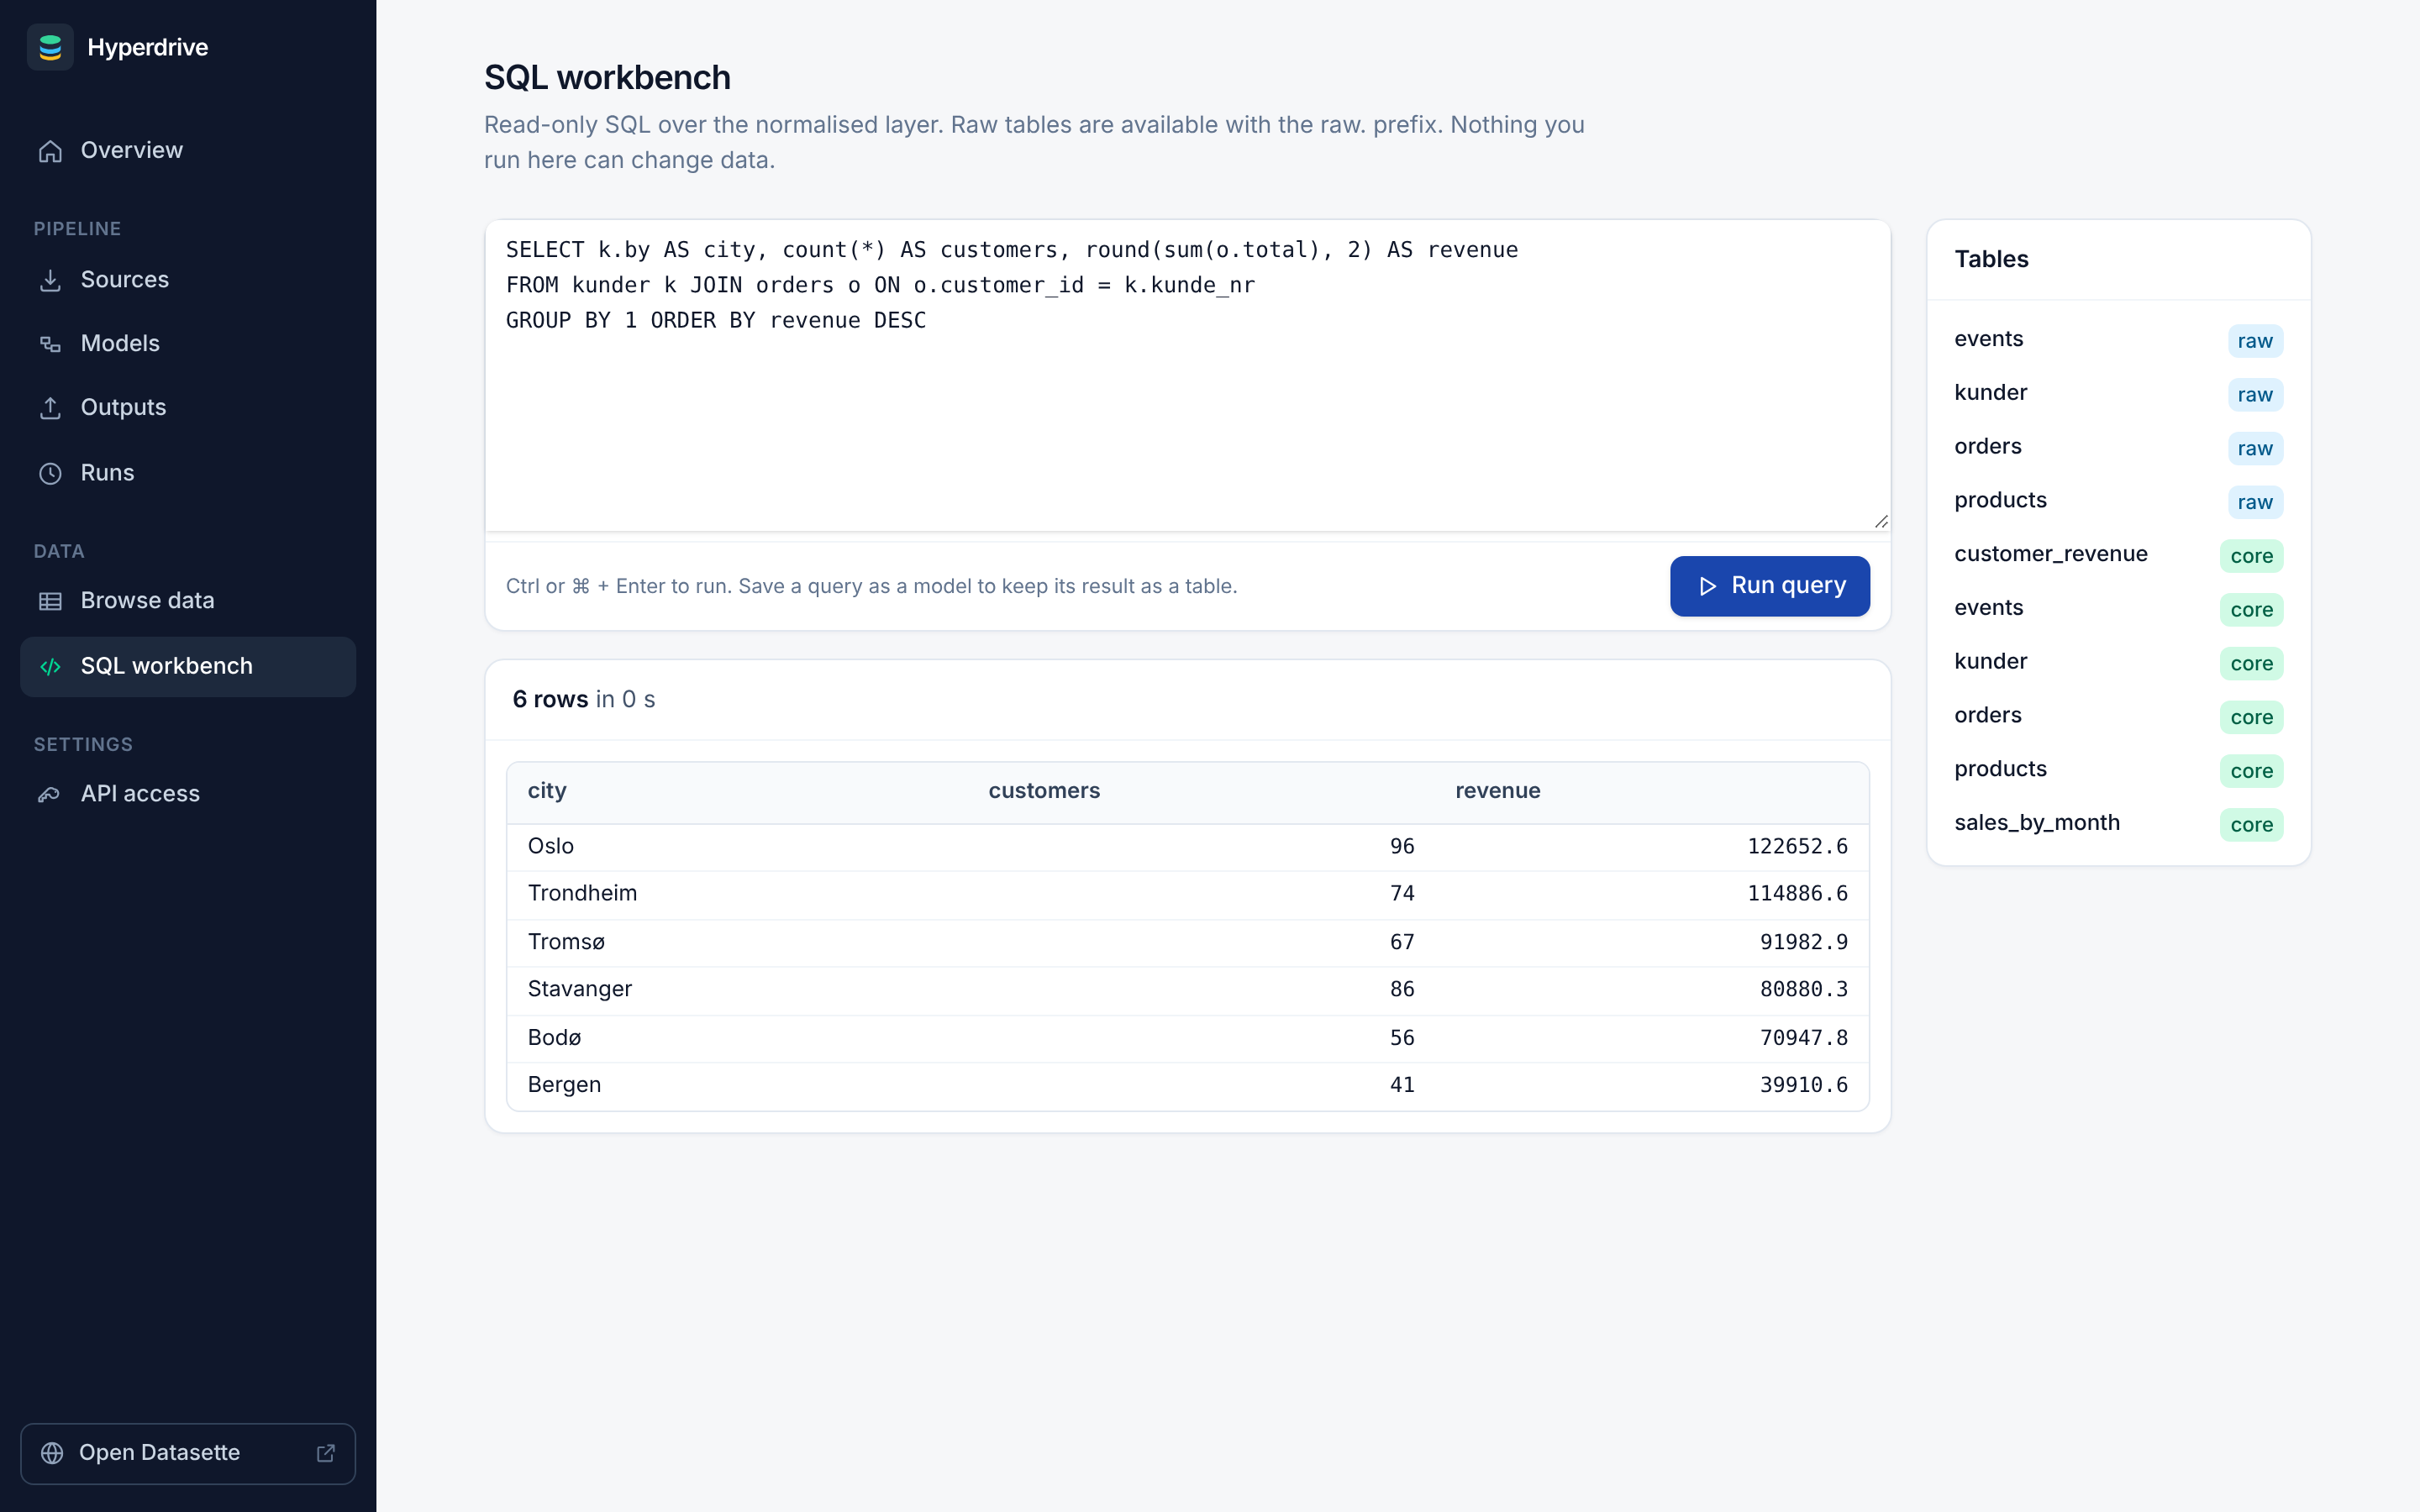 Hyperdrive
Overview
PIPELINE
Sources
Models
Outputs
Runs
DATA
Browse data
SQL workbench
SETTINGS
API access
Open Datasette
SQL workbench
Read-only SQL over the normalised layer. Raw tables are available with the raw. prefix. Nothing you
run here can change data.
SELECT k.by AS city, count(*) AS customers, round(sum(o.total), 2) AS revenue
FROM kunder k JOIN orders o ON o.customer_id = k.kunde_nr
GROUP BY 1 ORDER BY revenue DESC
Ctrl or ⌘ + Enter to run. Save a query as a model to keep its result as a table.
Run query
6 rows in 0 s
city customers revenue
Oslo 96 122652.6
Trondheim 74 114886.6
Tromsø 67 91982.9
Stavanger 86 80880.3
Bodø 56 70947.8
Bergen 41 39910.6
Tables
events raw
kunder raw
orders raw
products raw
customer_revenue core
events core
kunder core
orders core
products core
sales_by_month core